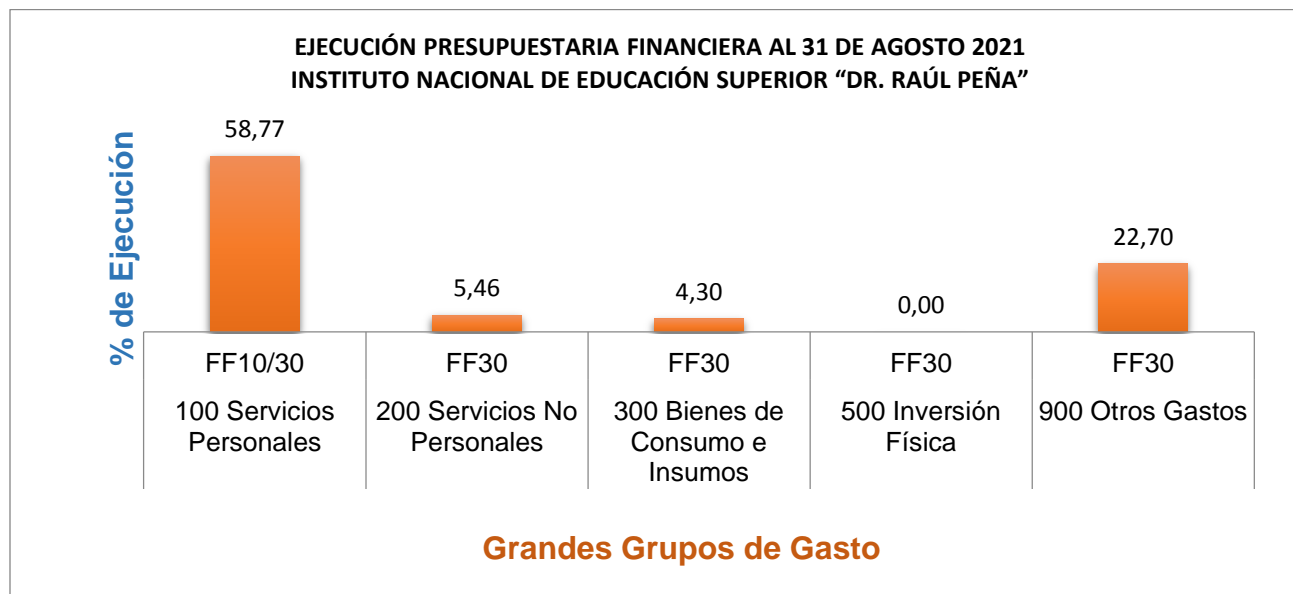 EJECUCIÓN PRESUPUESTARIA FINANCIERA AL 31 DE AGOSTO 2021
INSTITUTO NACIONAL DE EDUCACIÓN SUPERIOR “DR. RAÚL PEÑA”
% de Ejecución
58,77
5,46
4,30
0,00
22,70
FF10/30
FF30
FF30
FF30
FF30
100 Servicios
Personales
200 Servicios No
Personales
300 Bienes de
Consumo e
Insumos
500 Inversión
Física
900 Otros Gastos
Grandes Grupos de Gasto